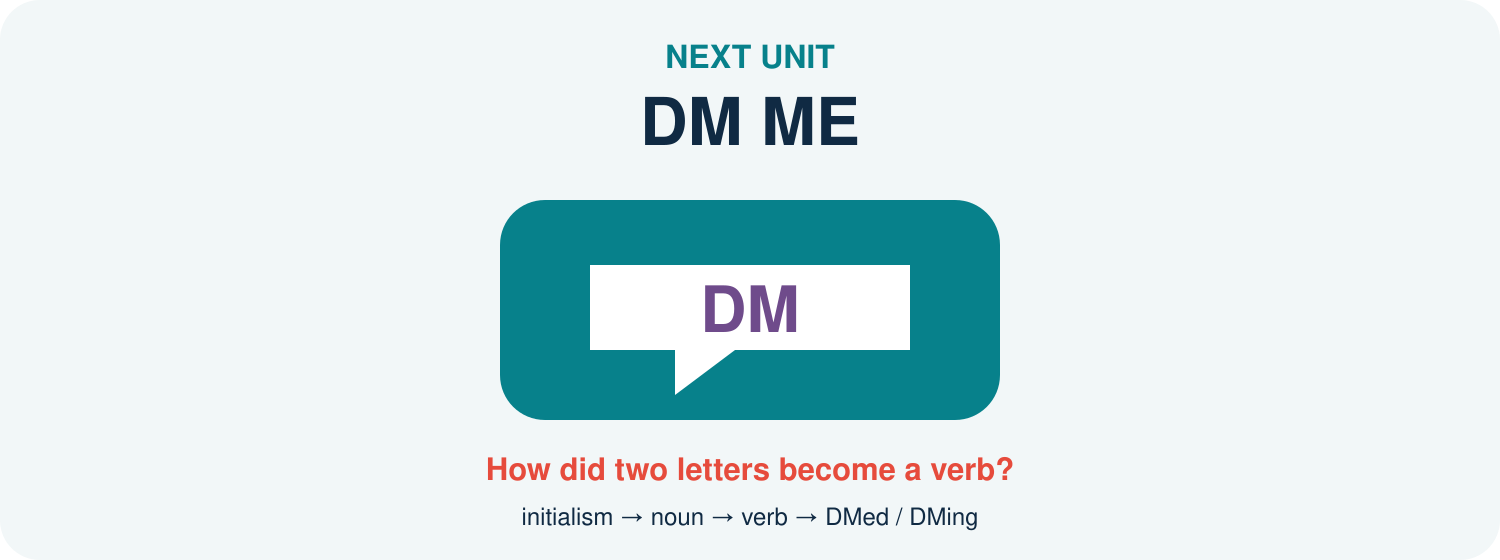 NEXT UNIT
DM ME
DM
How did two letters become a verb?
initialism → noun → verb → DMed / DMing